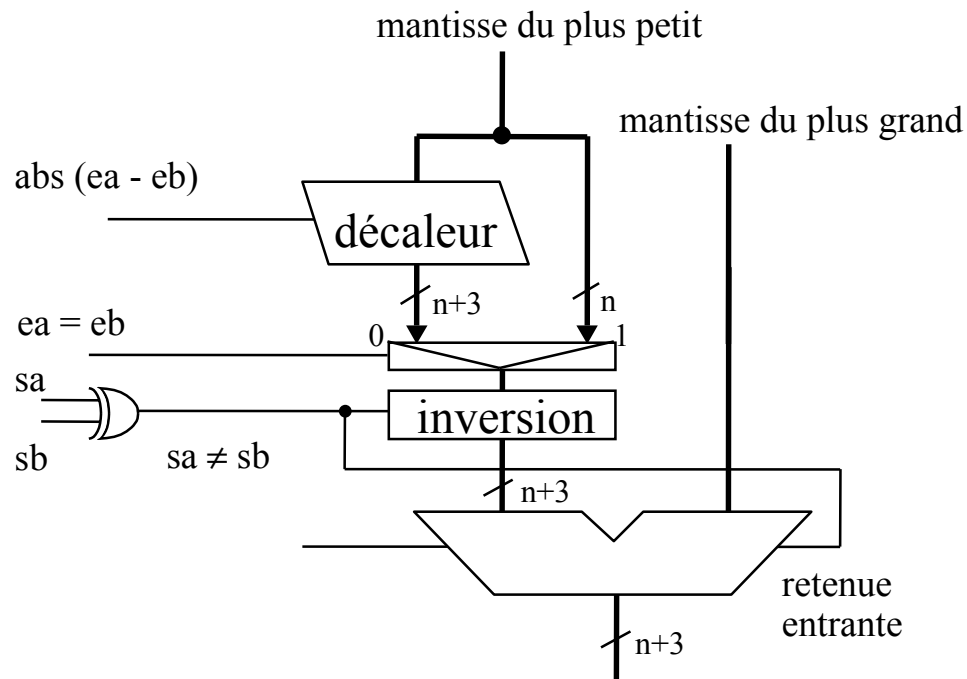 mantisse du plus petit
mantisse du plus grand
abs (ea - eb)
décaleur
n+3
n
ea = eb
0
1
sa
sb
sa ≠ sb
inversion
n+3
retenue
entrante
n+3